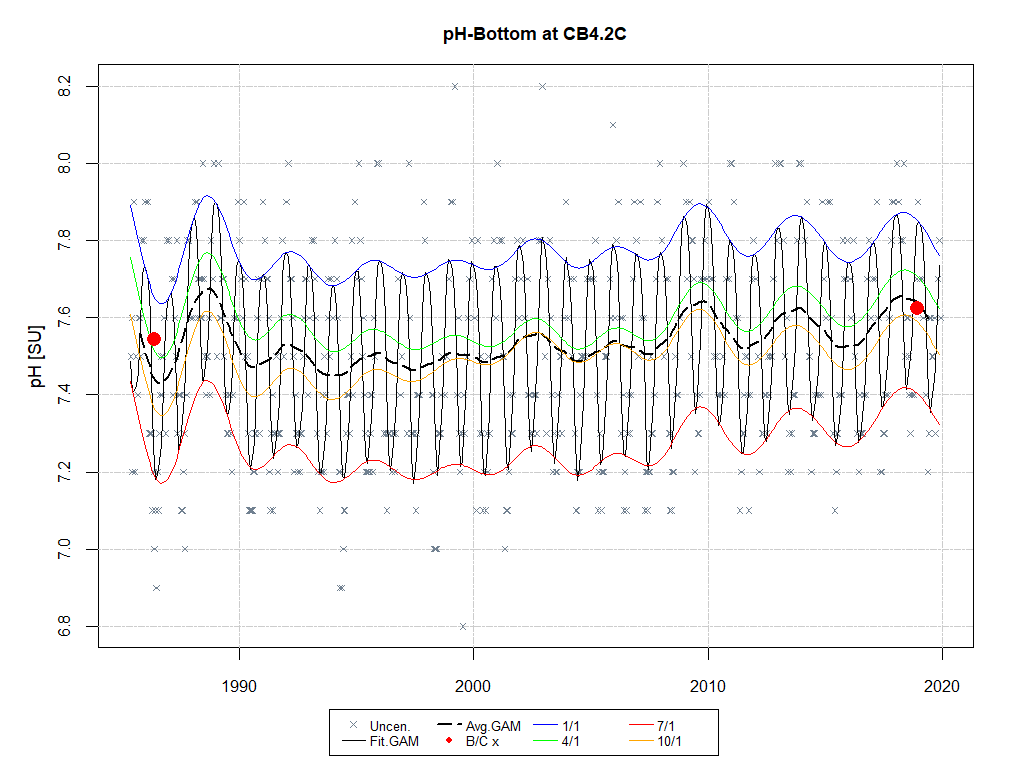 pH-Bottom at CB4.2C
pH [SU]
8.2
8.0
7.8
7.6
7.4
7.2
7.0
6.8
1990 2000 2010 2020
Uncen. Avg.GAM 1/1 7/1
Fit.GAM B/C x 4/1 10/1